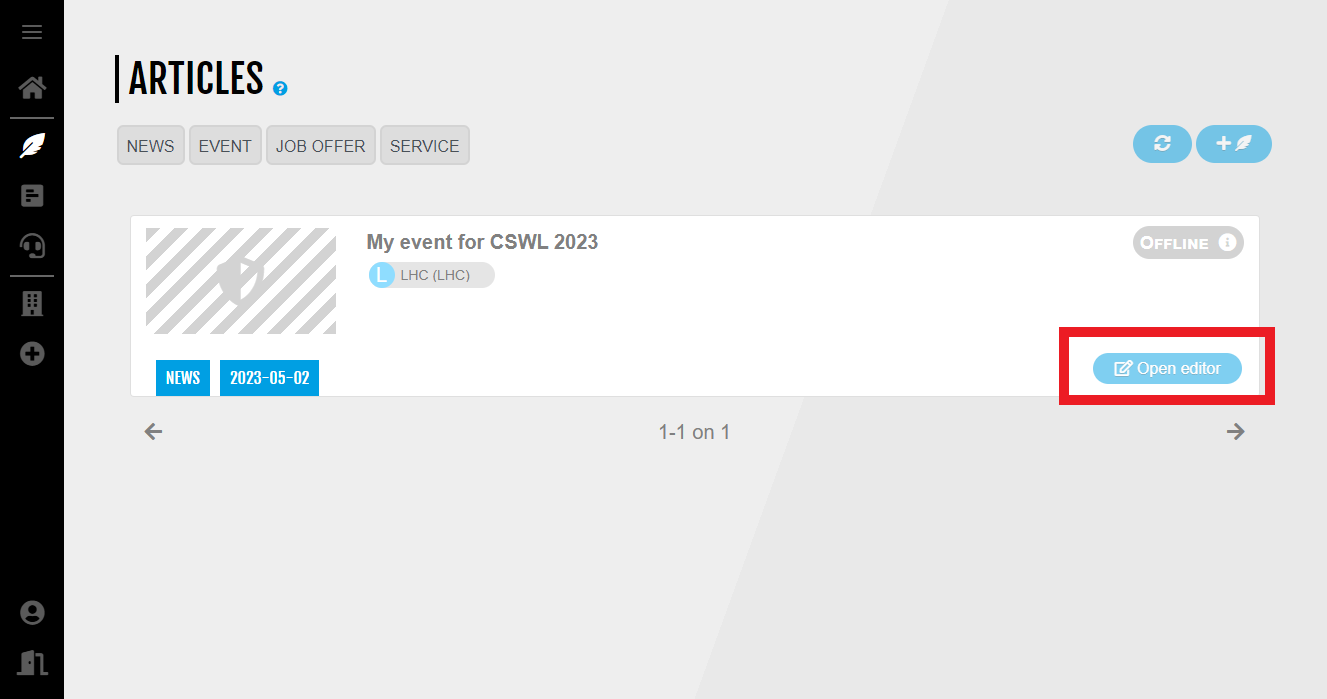 ARTICLES ?
NEWS EVENT JOB OFFER SERVICE
My event for CSWL 2023
OFFLINE i
L LHC (LHC)
NEWS 2023-05-02
Open editor
1-1 on 1